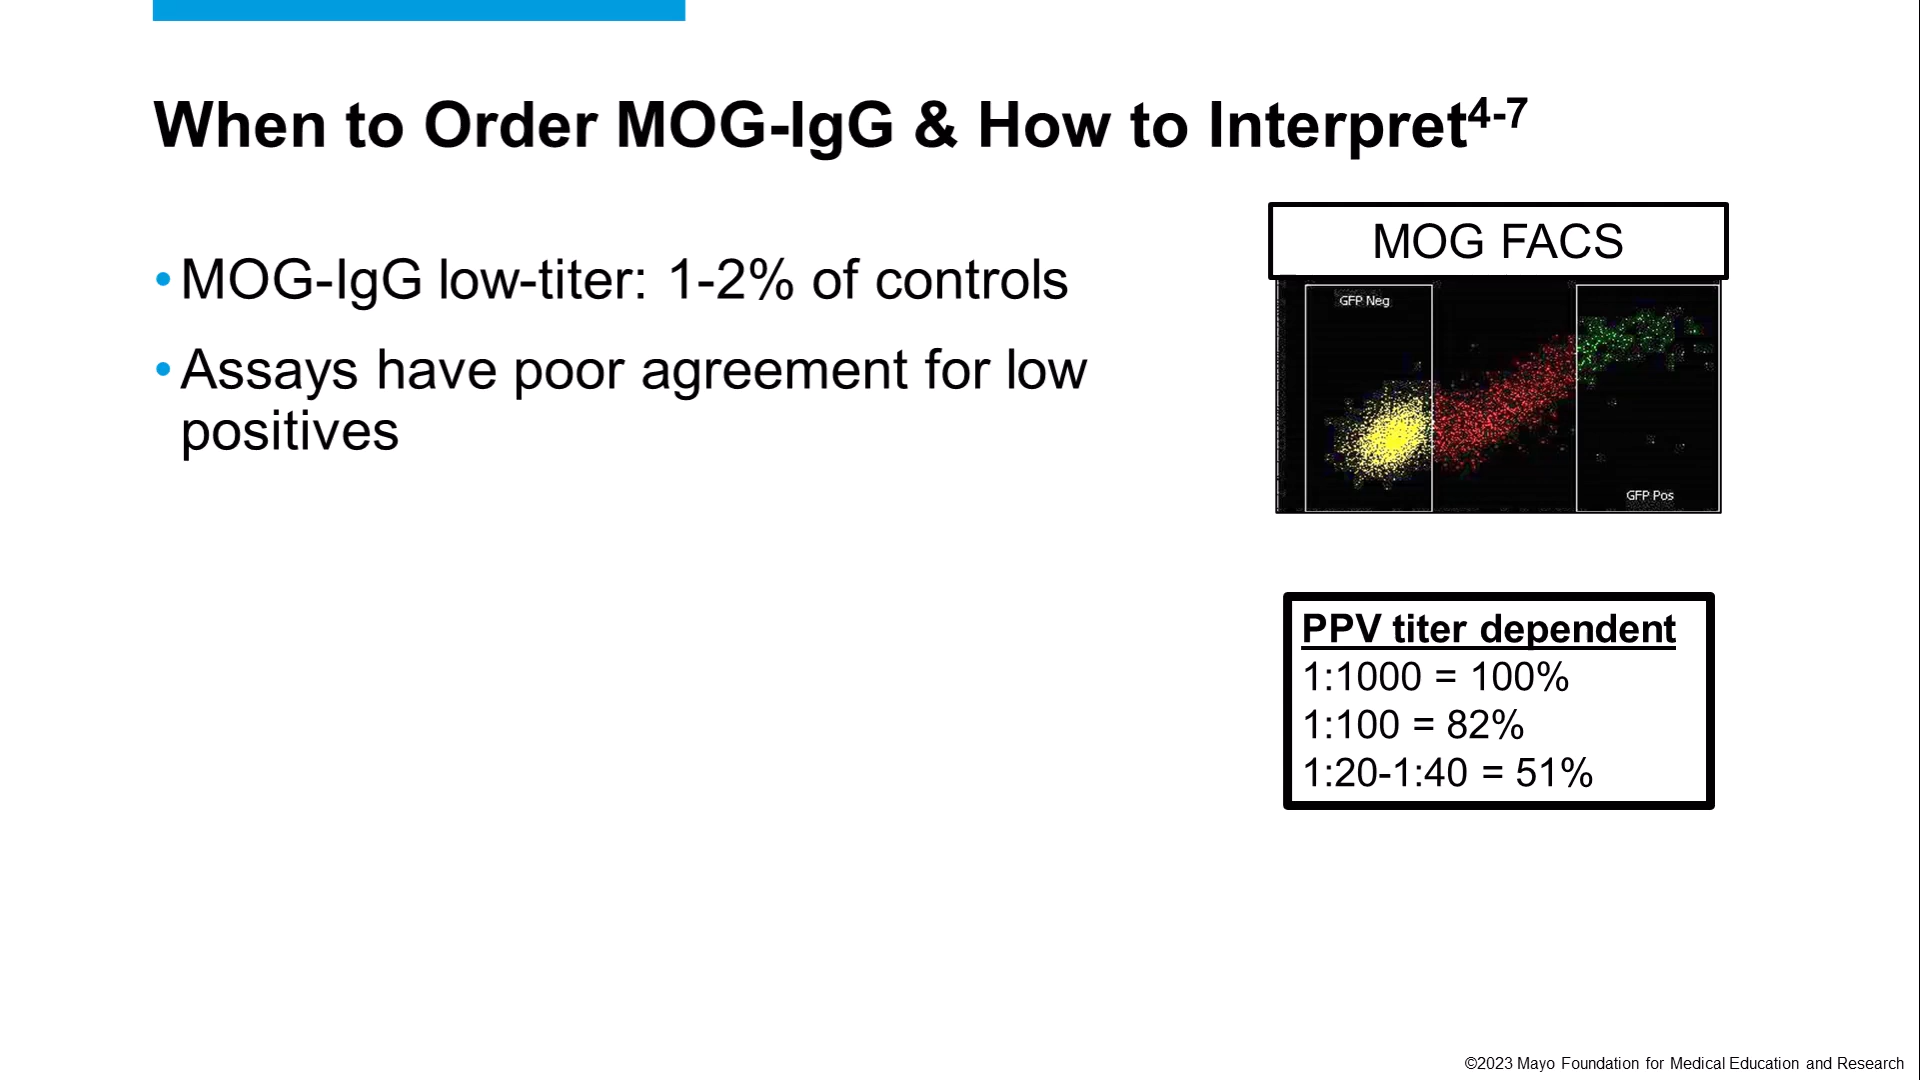 When to Order MOG-IgG & How to Interpret4-7
•MOG-IgG low-titer: 1-2% of controls
•Assays have poor agreement for low
positives
MOG FACS
GFP Neg
GFP Pos
PPV titer dependent
1:1000 = 100%
1:100 = 82%
1:20-1:40 = 51%
©2023 Mayo Foundation for Medical Education and Research